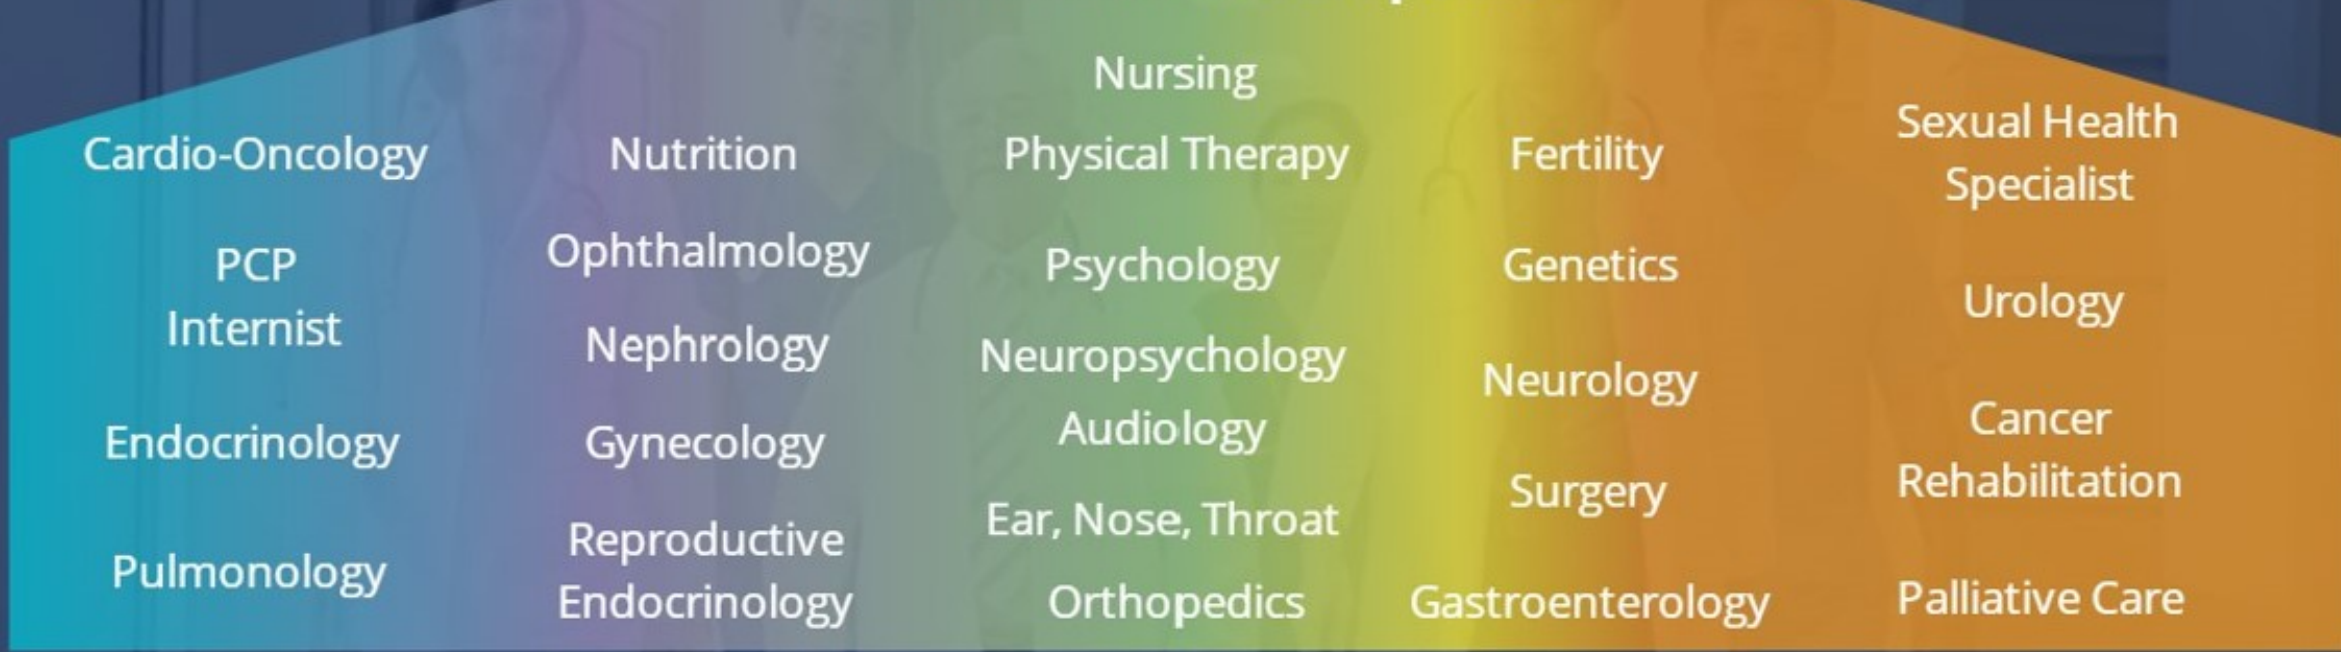 Cardio-Oncology
PCP
Internist
Endocrinology
Pulmonology
Nutrition
Ophthalmology
Nephrology
Gynecology
Reproductive
Endocrinology
Nursing
Physical Therapy
Psychology
Neuropsychology
Audiology
Ear, Nose, Throat
Orthopedics
Fertility
Genetics
Neurology
Surgery
Gastroenterology
Sexual Health
Specialist
Urology
Cancer
Rehabilitation
Palliative Care